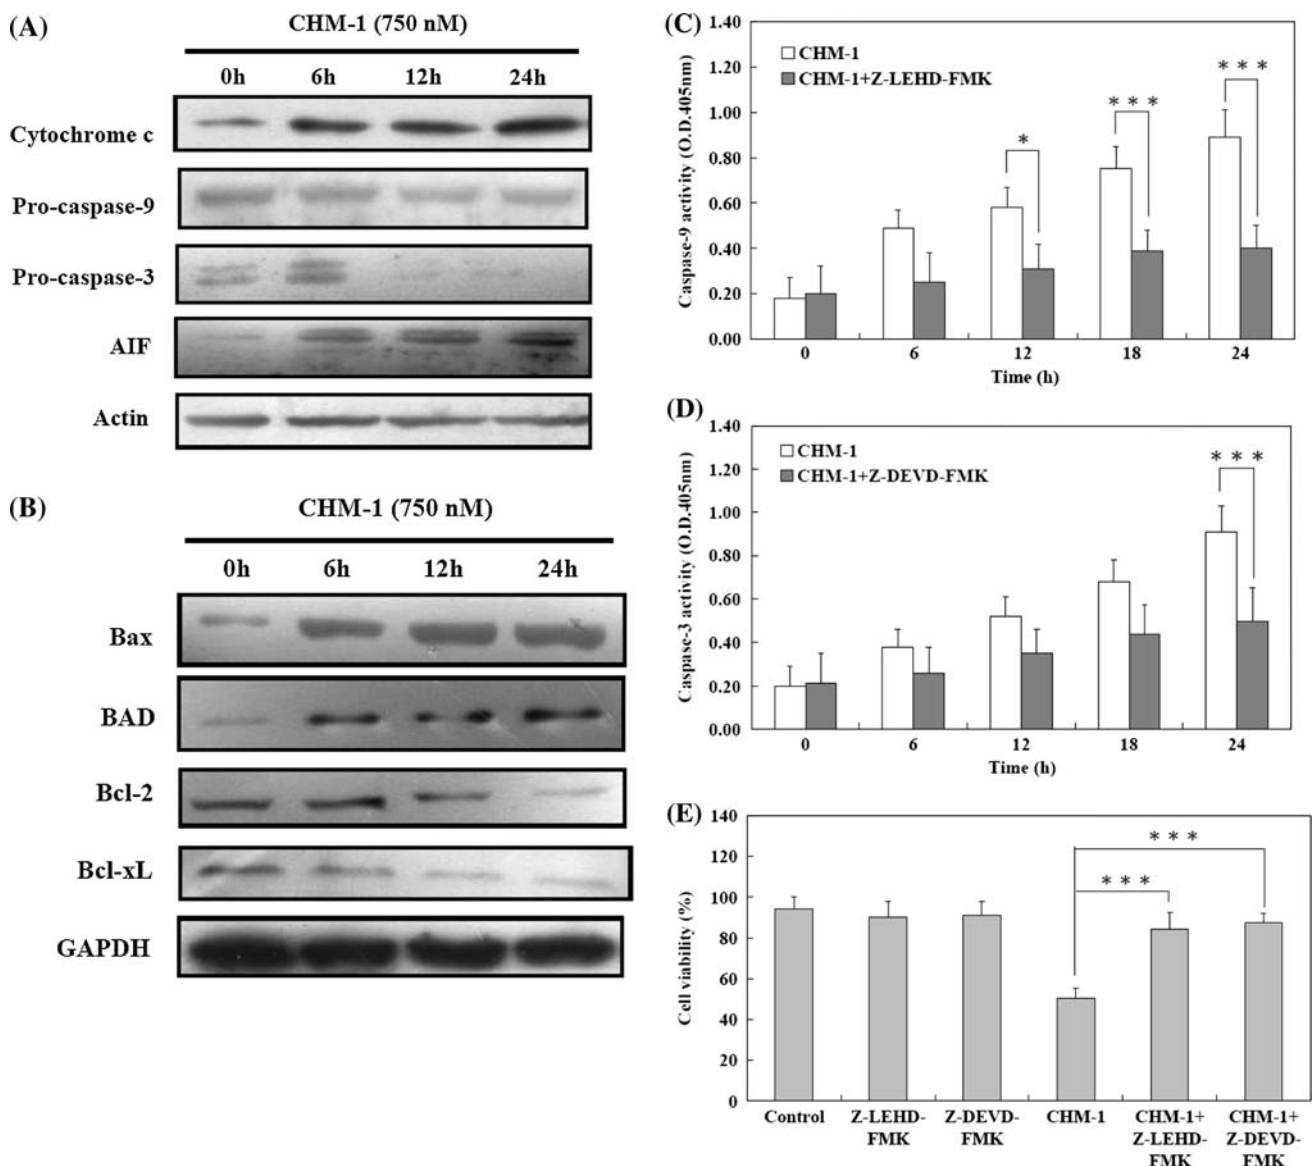 (A)
CHM-1 (750 nM)
0h 6h 12h 24h
Cytochrome c
Pro-caspase-9
Pro-caspase-3
AIF
Actin
(B)
CHM-1 (750 nM)
0h 6h 12h 24h
Bax
BAD
Bcl-2
Bcl-xL
GAPDH
(C)
Caspase-9 activity (O.D.405nm)
1.40
1.20
1.00
0.80
0.60
0.40
0.20
0.00
CHM-1
CHM-1+Z-LEHD-FMK
*
* * *
* * *
0 6 12 18 24
Time (h)
(D)
Caspase-3 activity (O.D.405nm)
1.40
1.20
1.00
0.80
0.60
0.40
0.20
0.00
CHM-1
CHM-1+Z-DEVD-FMK
* * *
0 6 12 18 24
Time (h)
(E)
Cell viability (%)
140
120
100
80
60
40
20
0
* * *
* * *
Control
Z-LEHD-
FMK
Z-DEVD-
FMK
CHM-1
CHM-1+
Z-LEHD-
FMK
CHM-1+
Z-DEVD-
FMK